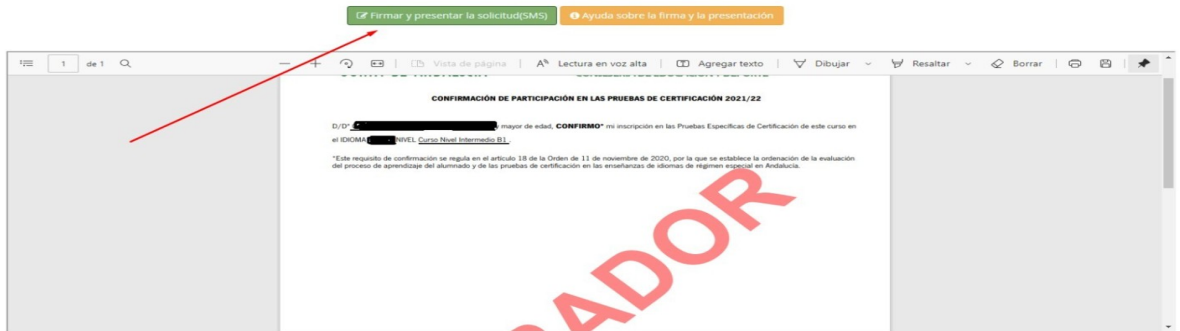 Firmar y presentar la solicitud(SMS) Ayuda sobre la firma y la presentación
1 de 1 Vista de página Lectura en voz alta Agregar texto Dibujar Resaltar Borrar
CONFIRMACIÓN DE PARTICIPACIÓN EN LAS PRUEBAS DE CERTIFICACIÓN 2021/22
D/Dª mayor de edad, CONFIRMO* mi inscripción en las Pruebas Específicas de Certificación de este curso en
el IDIOMA NIVEL Curso Nivel Intermedio B1 .
*Este requisito de confirmación se regula en el artículo 18 de la Orden de 11 de noviembre de 2020, por la que se establece la ordenación de la evaluación
del proceso de aprendizaje del alumnado y de las pruebas de certificación en las enseñanzas de idiomas de régimen especial en Andalucía.